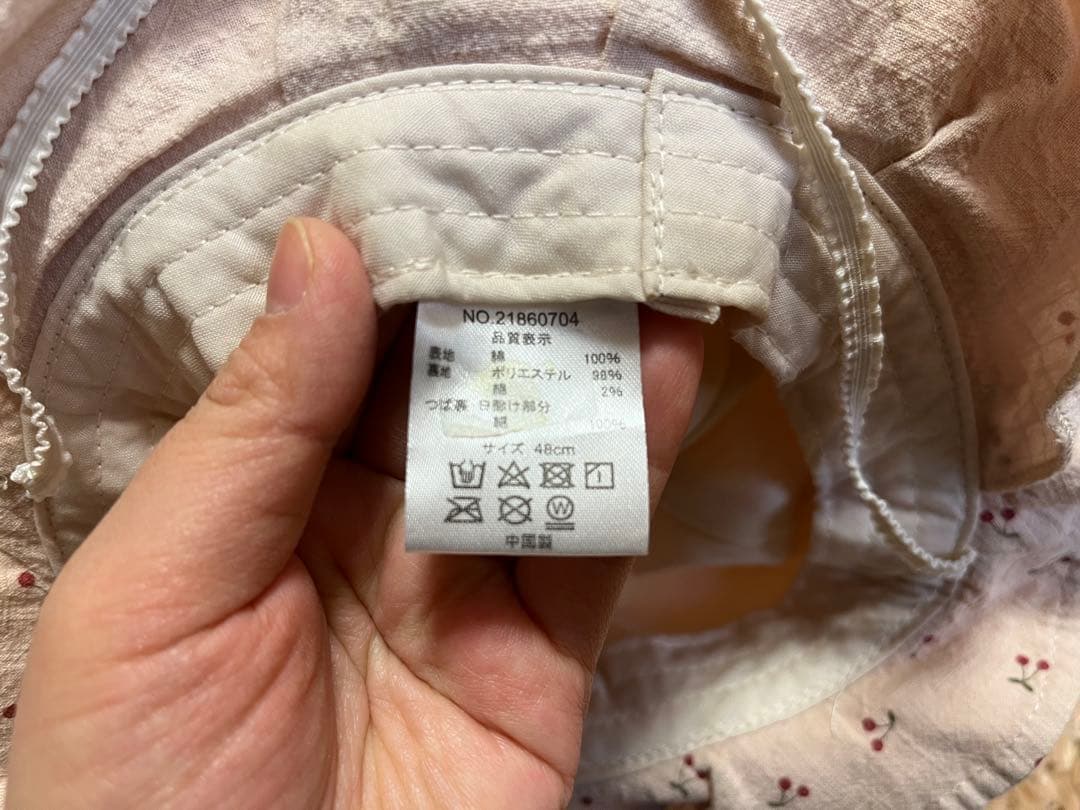 NO.21860704
品質表示
表地 綿 100%
裏地 ポリエステル 98%
綿 2%
つば裏 日除け部分
綿 100%
サイズ 48cm
W
中国製